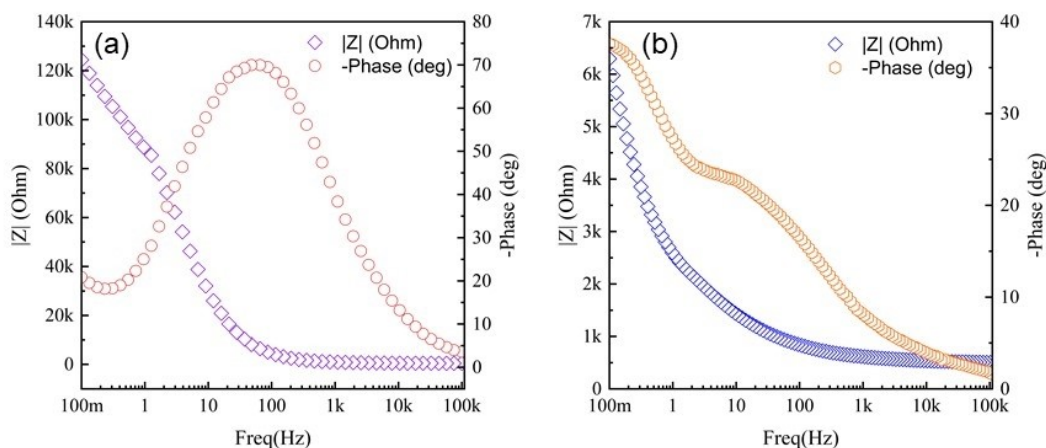 (a)
|Z| (Ohm)
-Phase (deg)
140k
120k
100k
80k
60k
40k
20k
0
|Z| (Ohm)
80
70
60
50
40
30
20
10
0
-Phase (deg)
100m 1 10 100 1k 10k 100k
Freq(Hz)
(b)
|Z| (Ohm)
-Phase (deg)
7k
6k
5k
4k
3k
2k
1k
0
|Z| (Ohm)
40
30
20
10
0
-Phase (deg)
100m 1 10 100 1k 10k 100k
Freq(Hz)